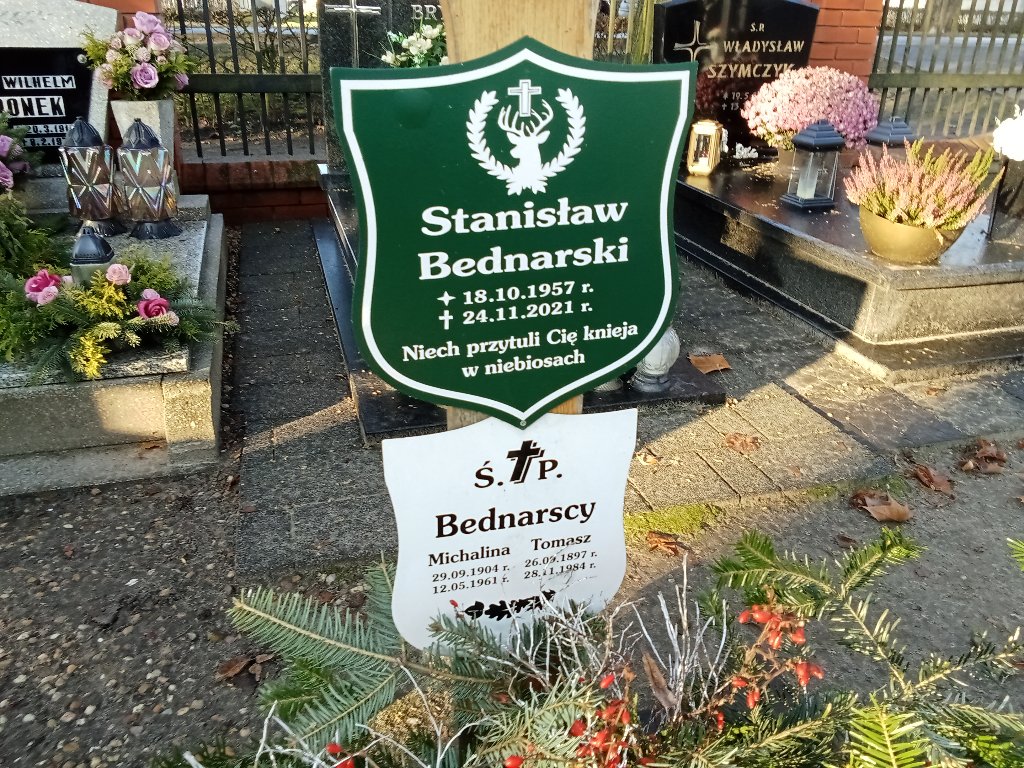 Stanisław
Bednarski
18.10.1957 r.
24.11.2021 r.
Niech przytuli Cię knieja
w niebiosach
Ś. P.
Bednarscy
Michalina
29.09.1904 r.
12.05.1961 r.
Tomasz
26.09.1897 r.
28.11.1984 r.
WILHELM
ONEK
BR
Ś.P.
WŁADYSŁAW
SZYMCZYK